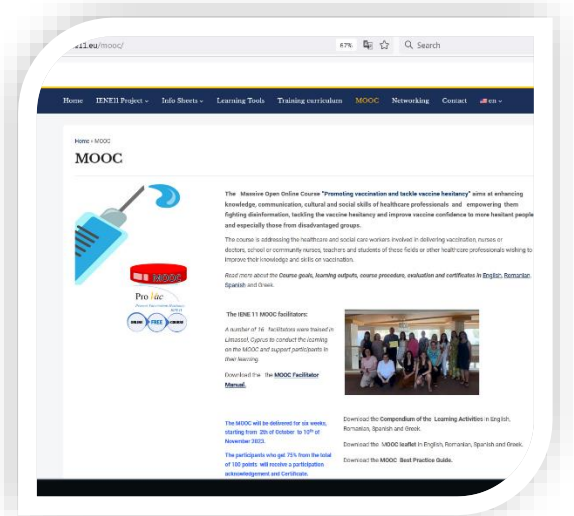 ell.eu/mooc/ 67% Search
Home IENE11 Project Info Sheets Learning Tools Training curriculum MOOC Networking Contact en
Home › MOOC
MOOC
The Massive Open Online Course "Promoting vaccination and tackle vaccine hesitancy" aims at enhancing
knowledge, communication, cultural and social skills of healthcare professionals and empowering them
fighting disinformation, tackling the vaccine hesitancy and improve vaccine confidence to more hesitant people
and especially those from disadvantaged groups.
The course is addressing the healthcare and social care workers involved in delivering vaccination, nurses or
doctors, school or community nurses, teachers and students of these fields or other healthcare professionals wishing to
improve their knowledge and skills on vaccination.
Read more about the Course goals, learning outputs, course procedure, evaluation and certificates in English, Romanian,
Spanish and Greek.
MOOC
Pro Vac
ONLINE FREE COURSE
The IENE 11 MOOC facilitators:
A number of 16 facilitators were trained in
Limassol, Cyprus to conduct the learning
on the MOOC and support participants in
their learning.
Download the the MOOC Facilitator
Manual.
The MOOC will be delivered for six weeks,
starting from 2th of October to 10th of
November 2023.
The participants who get 75% from the total
of 100 points will receive a participation
acknowledgement and Certificate.
Download the Compendium of the Learning Activities in English,
Romanian, Spanish and Greek.
Download the MOOC leaflet in English, Romanian, Spanish and Greek.
Download the MOOC Best Practice Guide.